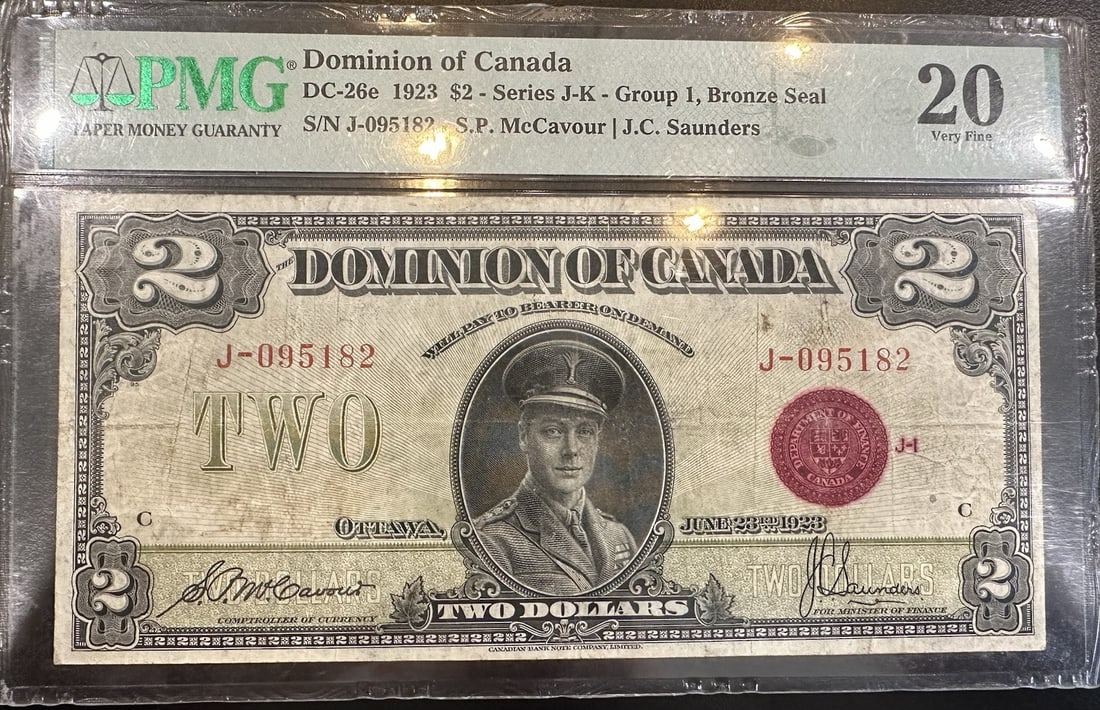 PMG®
PAPER MONEY GUARANTY
Dominion of Canada
DC-26e 1923 $2 - Series J-K - Group 1, Bronze Seal
S/N J-095182 S.P. McCavour | J.C. Saunders
20
Very Fine
2 THE DOMINION OF CANADA 2
WILL PAY TO BEARER ON DEMAND
J-095182 J-095182
TWO
DEPARTMENT OF FINANCE
CANADA
J-1
C C
OTTAWA, JUNE 23RD 1923
TWO DOLLARS TWO DOLLARS
2 S.P. McCavour J.C. Saunders 2
COMPTROLLER OF CURRENCY TWO DOLLARS FOR MINISTER OF FINANCE
CANADIAN BANK NOTE COMPANY, LIMITED.